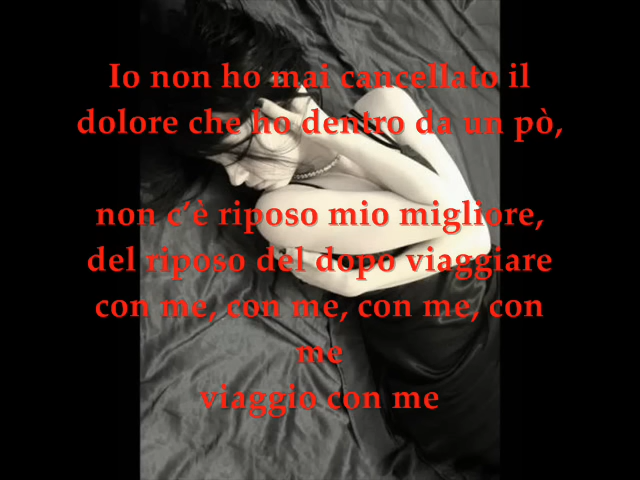 Io non ho mai cancellato il
dolore che ho dentro da un pò,
non c'è riposo mio migliore,
del riposo del dopo viaggiare
con me, con me, con me, con
me
viaggio con me